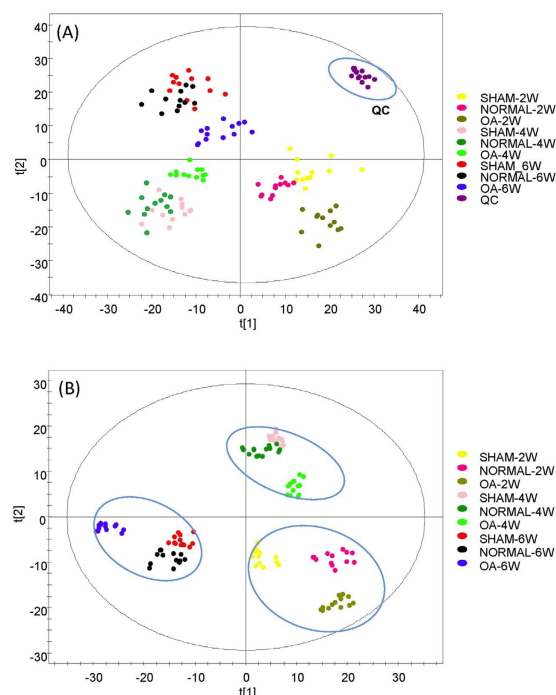 (A)
40
30
20
10
0
-10
-20
-30
-40
t[2]
-40
-30
-20
-10
0
10
20
30
40
t[1]
QC
SHAM-2W
NORMAL-2W
OA-2W
SHAM-4W
NORMAL-4W
OA-4W
SHAM_6W
NORMAL-6W
OA-6W
QC
(B)
30
20
10
0
-10
-20
-30
t[2]
-30
-20
-10
0
10
20
30
t[1]
SHAM-2W
NORMAL-2W
OA-2W
SHAM-4W
NORMAL-4W
OA-4W
SHAM-6W
NORMAL-6W
OA-6W